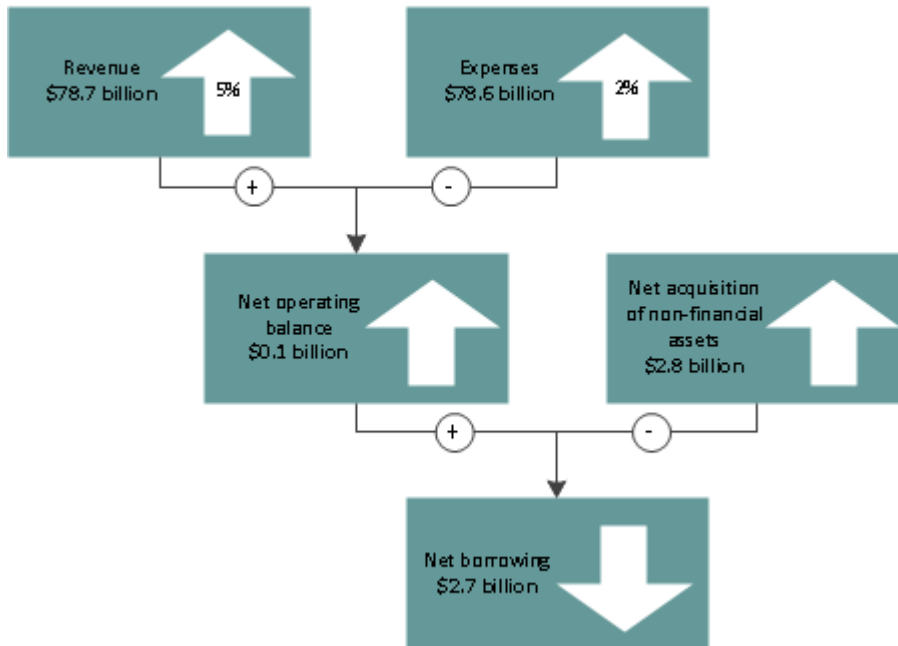 Revenue
$78.7 billion
5%
Expenses
$78.6 billion
2%
+
-
Net operating
balance
$0.1 billion
Net acquisition
of non-financial
assets
$2.8 billion
+
-
Net borrowing
$2.7 billion